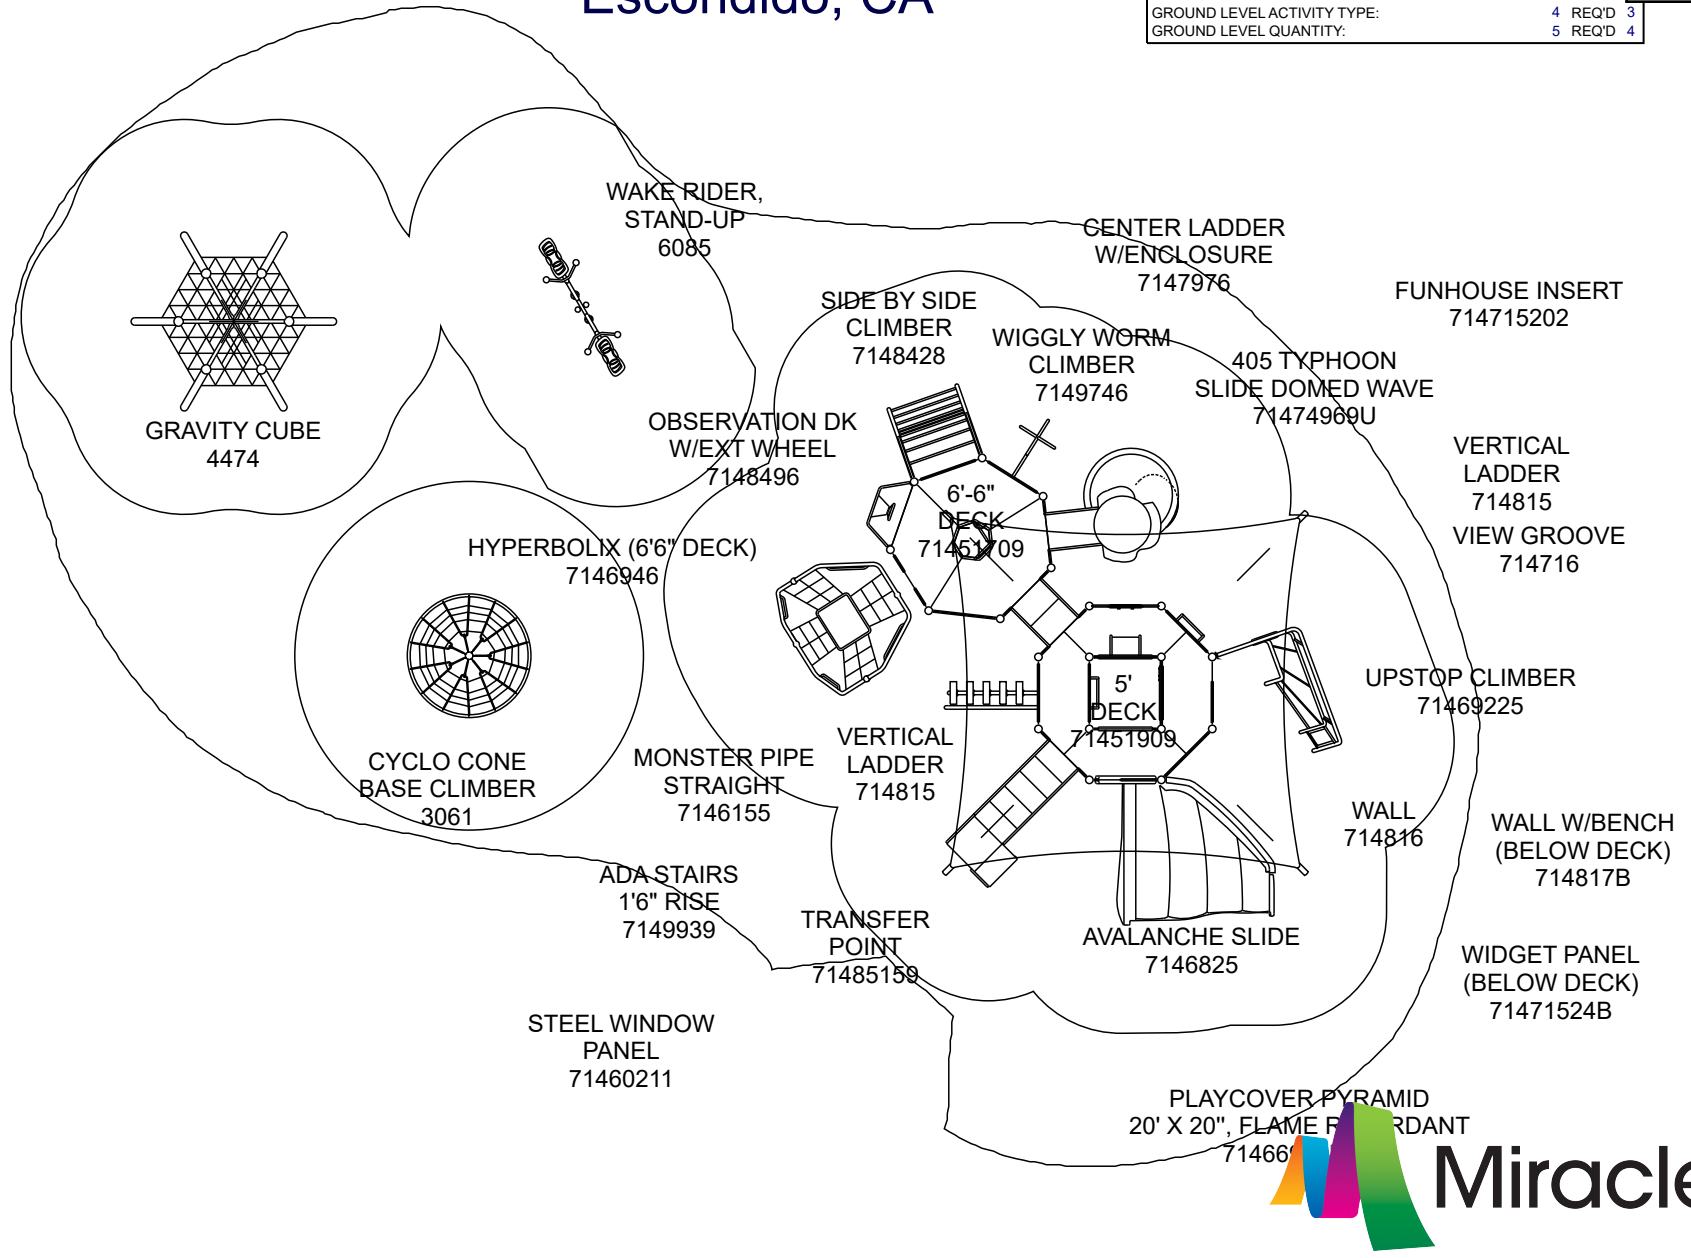 Escondido, CA
GROUND LEVEL ACTIVITY TYPE: 4 REQ'D 3
GROUND LEVEL QUANTITY: 5 REQ'D 4
WAKE RIDER,
STAND-UP
6085
CENTER LADDER
W/ENCLOSURE
7147976
FUNHOUSE INSERT
714715202
SIDE BY SIDE
CLIMBER
7148428
WIGGLY WORM
CLIMBER
7149746
405 TYPHOON
SLIDE DOMED WAVE
71474969U
GRAVITY CUBE
4474
OBSERVATION DK
W/EXT WHEEL
7148496
VERTICAL
LADDER
714815
6'-6"
DECK
71451709
VIEW GROOVE
714716
HYPERBOLIX (6'6" DECK)
7146946
5'
DECK
71451909
UPSTOP CLIMBER
71469225
CYCLO CONE
BASE CLIMBER
3061
MONSTER PIPE
STRAIGHT
7146155
VERTICAL
LADDER
714815
WALL
714816
WALL W/BENCH
(BELOW DECK)
714817B
ADA STAIRS
1'6" RISE
7149939
TRANSFER
POINT
71485159
AVALANCHE SLIDE
7146825
WIDGET PANEL
(BELOW DECK)
71471524B
STEEL WINDOW
PANEL
71460211
PLAYCOVER PYRAMID
20' X 20", FLAME
Miracle